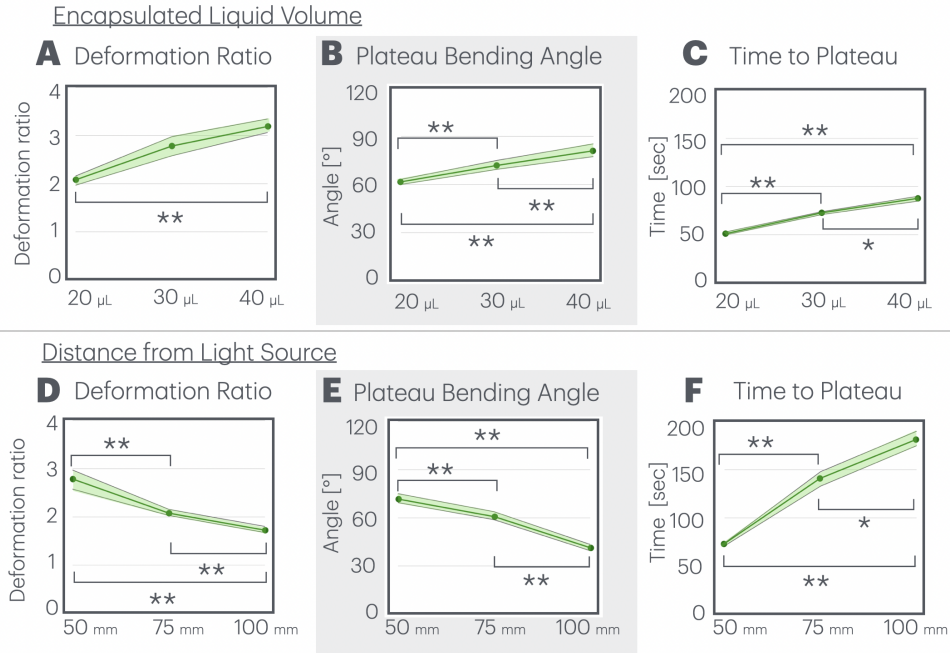 Encapsulated Liquid Volume
A Deformation Ratio
Deformation ratio
4
3
2
1
0
**
20 µL 30 µL 40 µL
B Plateau Bending Angle
Angle [°]
120
90
60
30
0
**
**
**
20 µL 30 µL 40 µL
C Time to Plateau
Time [sec]
200
150
100
50
0
**
**
*
20 µL 30 µL 40 µL
Distance from Light Source
D Deformation Ratio
Deformation ratio
4
3
2
1
0
**
**
**
50 mm 75 mm 100 mm
E Plateau Bending Angle
Angle [°]
120
90
60
30
0
**
**
**
50 mm 75 mm 100 mm
F Time to Plateau
Time [sec]
200
150
100
50
0
**
*
**
50 mm 75 mm 100 mm